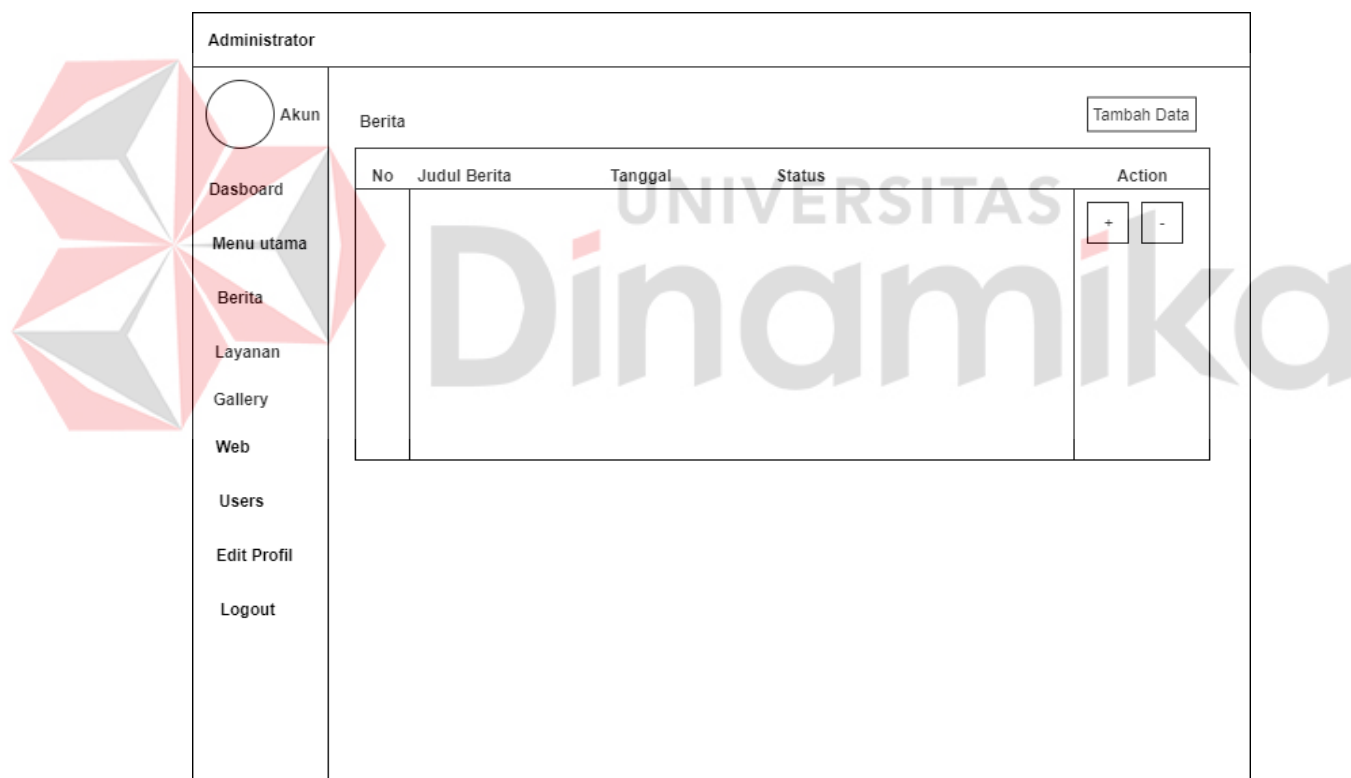 Administrator
Akun
Berita
Tambah Data
No Judul Berita Tanggal Status Action
+ -
Dasboard
Menu utama
Berita
Layanan
Gallery
Web
Users
Edit Profil
Logout
UNIVERSITAS
Dinamika